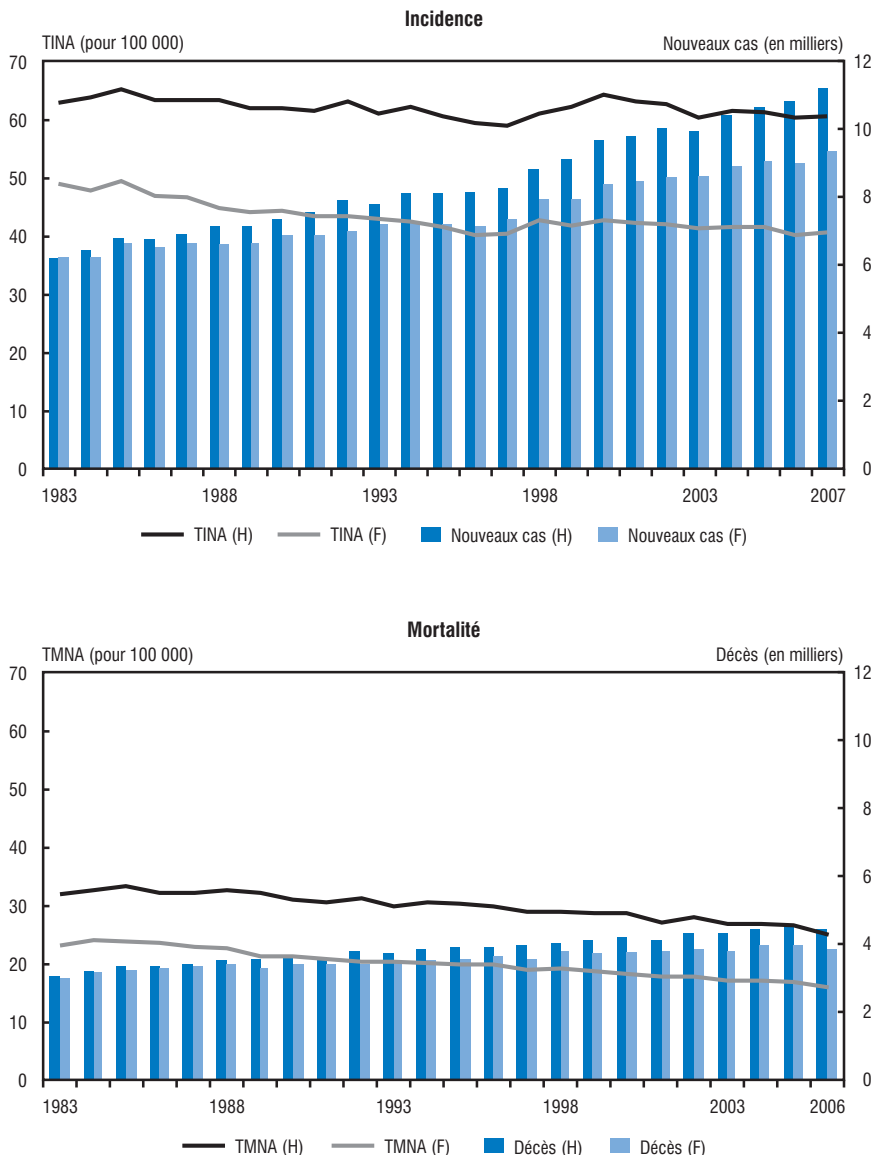 Incidence
TINA (pour 100 000) Nouveaux cas (en milliers)
70 12
60 10
50 8
40 6
30 4
20 2
10
0 0
1983 1988 1993 1998 2003 2007
TINA (H) TINA (F) Nouveaux cas (H) Nouveaux cas (F)
Mortalité
TMNA (pour 100 000) Décès (en milliers)
70 12
60 10
50 8
40 6
30 4
20 2
10
0 0
1983 1988 1993 1998 2003 2006
TMNA (H) TMNA (F) Décès (H) Décès (F)